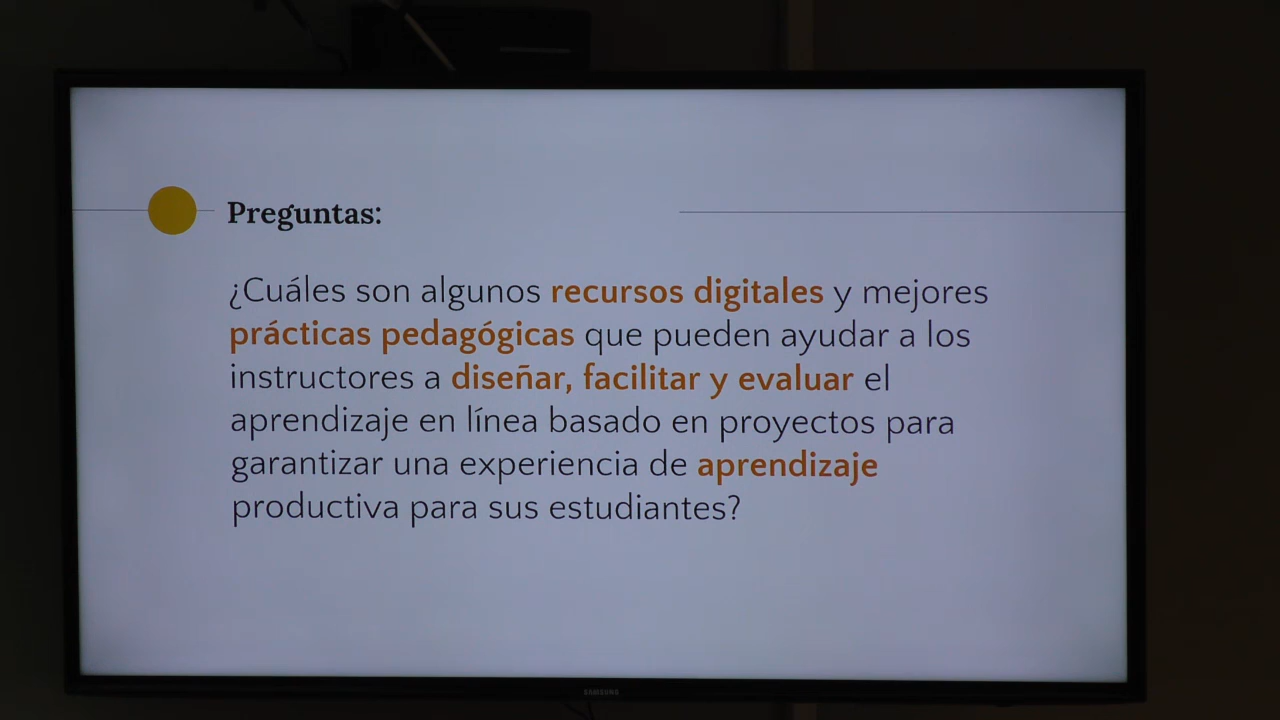 Preguntas:
¿Cuáles son algunos recursos digitales y mejores
prácticas pedagógicas que pueden ayudar a los
instructores a diseñar, facilitar y evaluar el
aprendizaje en línea basado en proyectos para
garantizar una experiencia de aprendizaje
productiva para sus estudiantes?
SAMSUNG